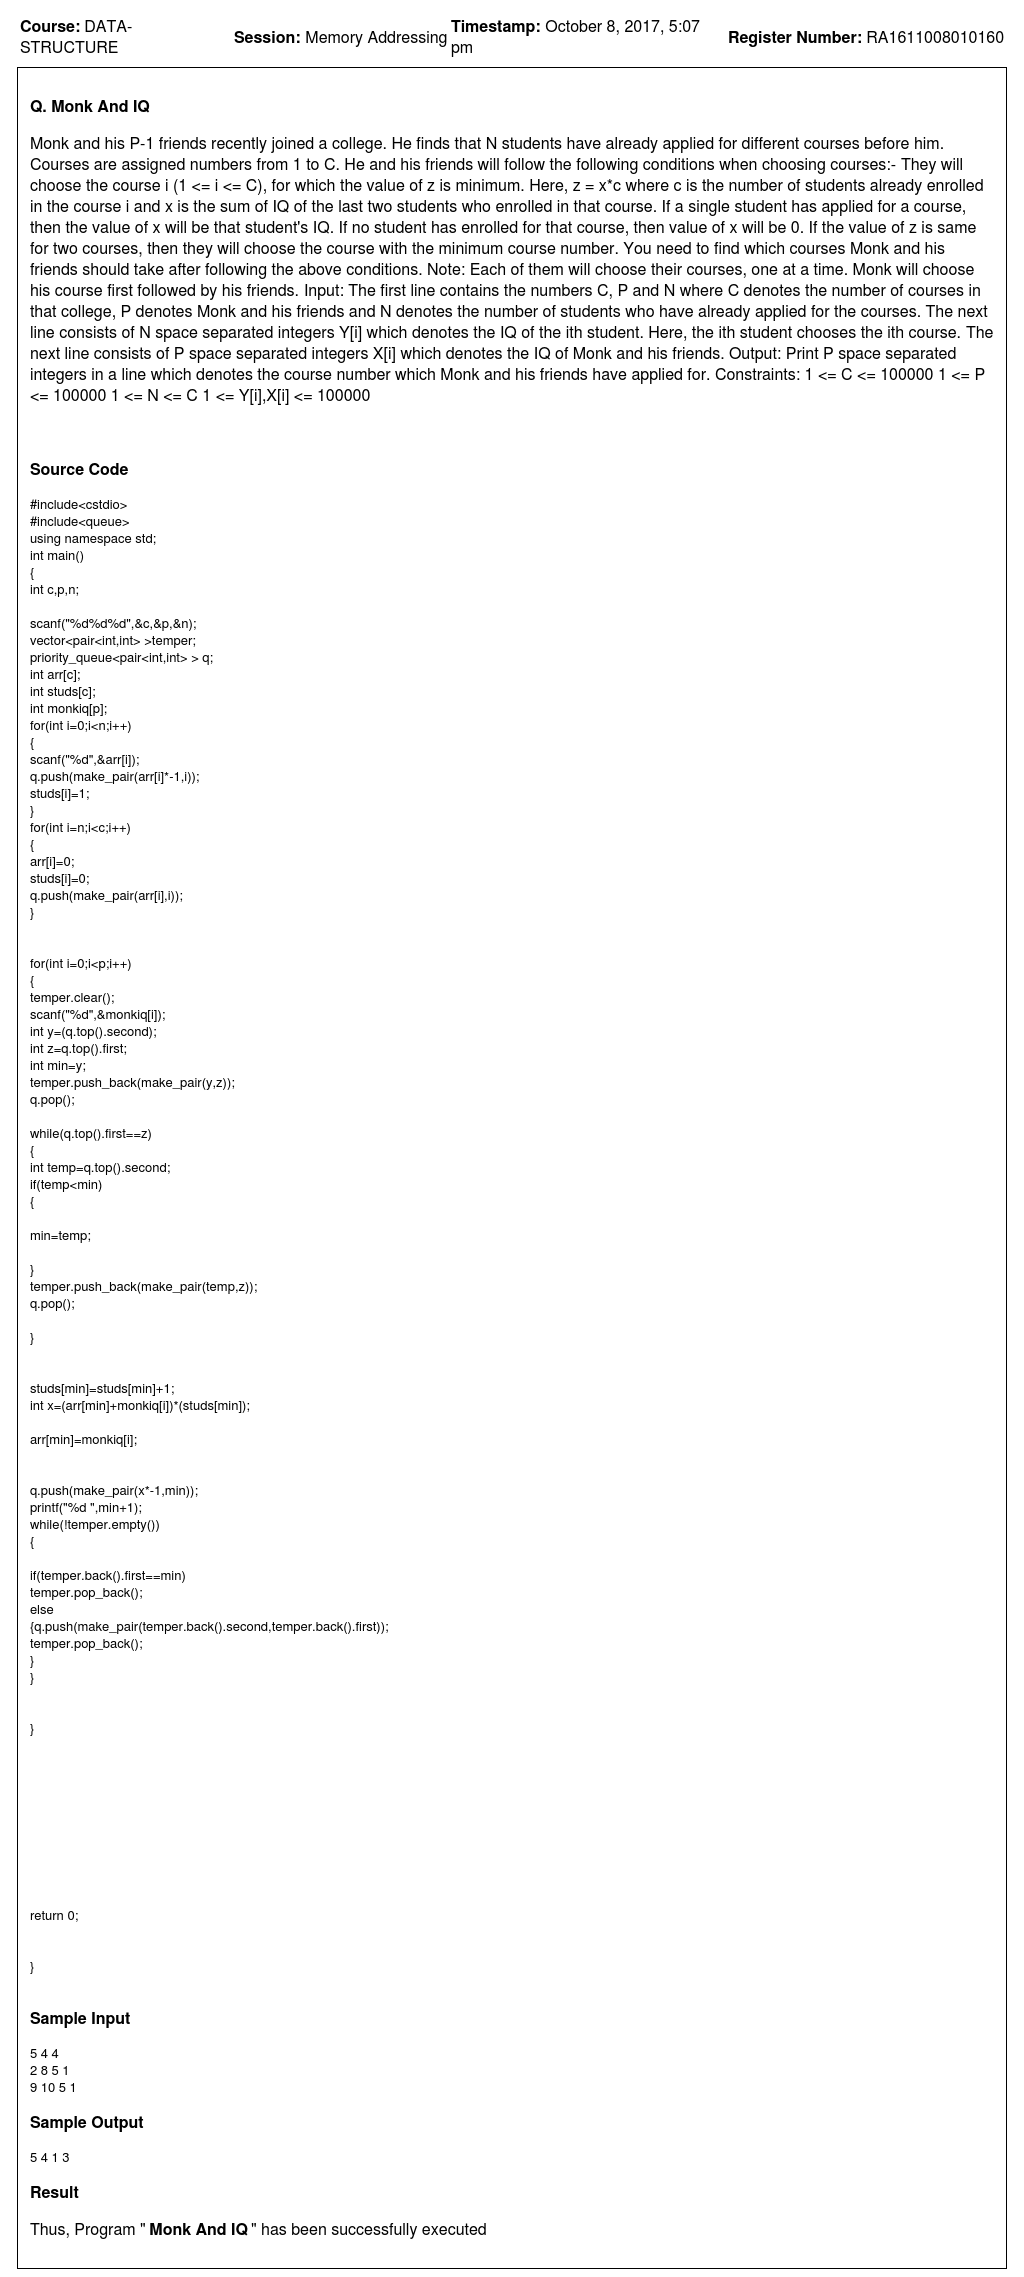 Course: DATA-STRUCTURE
Session: Memory Addressing
Timestamp: October 8, 2017, 5:07 pm
Register Number: RA1611008010160
Q. Monk And IQ
Monk and his P-1 friends recently joined a college. He finds that N students have already applied for different courses before him.
Courses are assigned numbers from 1 to C. He and his friends will follow the following conditions when choosing courses:- They will
choose the course i (1 <= i <= C), for which the value of z is minimum. Here, z = x*c where c is the number of students already enrolled
in the course i and x is the sum of IQ of the last two students who enrolled in that course. If a single student has applied for a course,
then the value of x will be that student's IQ. If no student has enrolled for that course, then value of x will be 0. If the value of z is same
for two courses, then they will choose the course with the minimum course number. You need to find which courses Monk and his
friends should take after following the above conditions. Note: Each of them will choose their courses, one at a time. Monk will choose
his course first followed by his friends. Input: The first line contains the numbers C, P and N where C denotes the number of courses in
that college, P denotes Monk and his friends and N denotes the number of students who have already applied for the courses. The next
line consists of N space separated integers Y[i] which denotes the IQ of the ith student. Here, the ith student chooses the ith course. The
next line consists of P space separated integers X[i] which denotes the IQ of Monk and his friends. Output: Print P space separated
integers in a line which denotes the course number which Monk and his friends have applied for. Constraints: 1 <= C <= 100000 1 <= P
<= 100000 1 <= N <= C 1 <= Y[i],X[i] <= 100000
Source Code
#include<cstdio>
#include<queue>
using namespace std;
int main()
{
int c,p,n;
scanf("%d%d%d",&c,&p,&n);
vector<pair<int,int> >temper;
priority_queue<pair<int,int> > q;
int arr[c];
int studs[c];
int monkiq[p];
for(int i=0;i<n;i++)
{
scanf("%d",&arr[i]);
q.push(make_pair(arr[i]*-1,i));
studs[i]=1;
}
for(int i=n;i<c;i++)
{
arr[i]=0;
studs[i]=0;
q.push(make_pair(arr[i],i));
}
for(int i=0;i<p;i++)
{
temper.clear();
scanf("%d",&monkiq[i]);
int y=(q.top().second);
int z=q.top().first;
int min=y;
temper.push_back(make_pair(y,z));
q.pop();
while(q.top().first==z)
{
int temp=q.top().second;
if(temp<min)
{
min=temp;
}
temper.push_back(make_pair(temp,z));
q.pop();
}
studs[min]=studs[min]+1;
int x=(arr[min]+monkiq[i])*(studs[min]);
arr[min]=monkiq[i];
q.push(make_pair(x*-1,min));
printf("%d ",min+1);
while(!temper.empty())
{
if(temper.back().first==min)
temper.pop_back();
else
{q.push(make_pair(temper.back().second,temper.back().first));
temper.pop_back();
}
}
}
return 0;
}
Sample Input
5 4 4
2 8 5 1
9 10 5 1
Sample Output
5 4 1 3
Result
Thus, Program " Monk And IQ " has been successfully executed